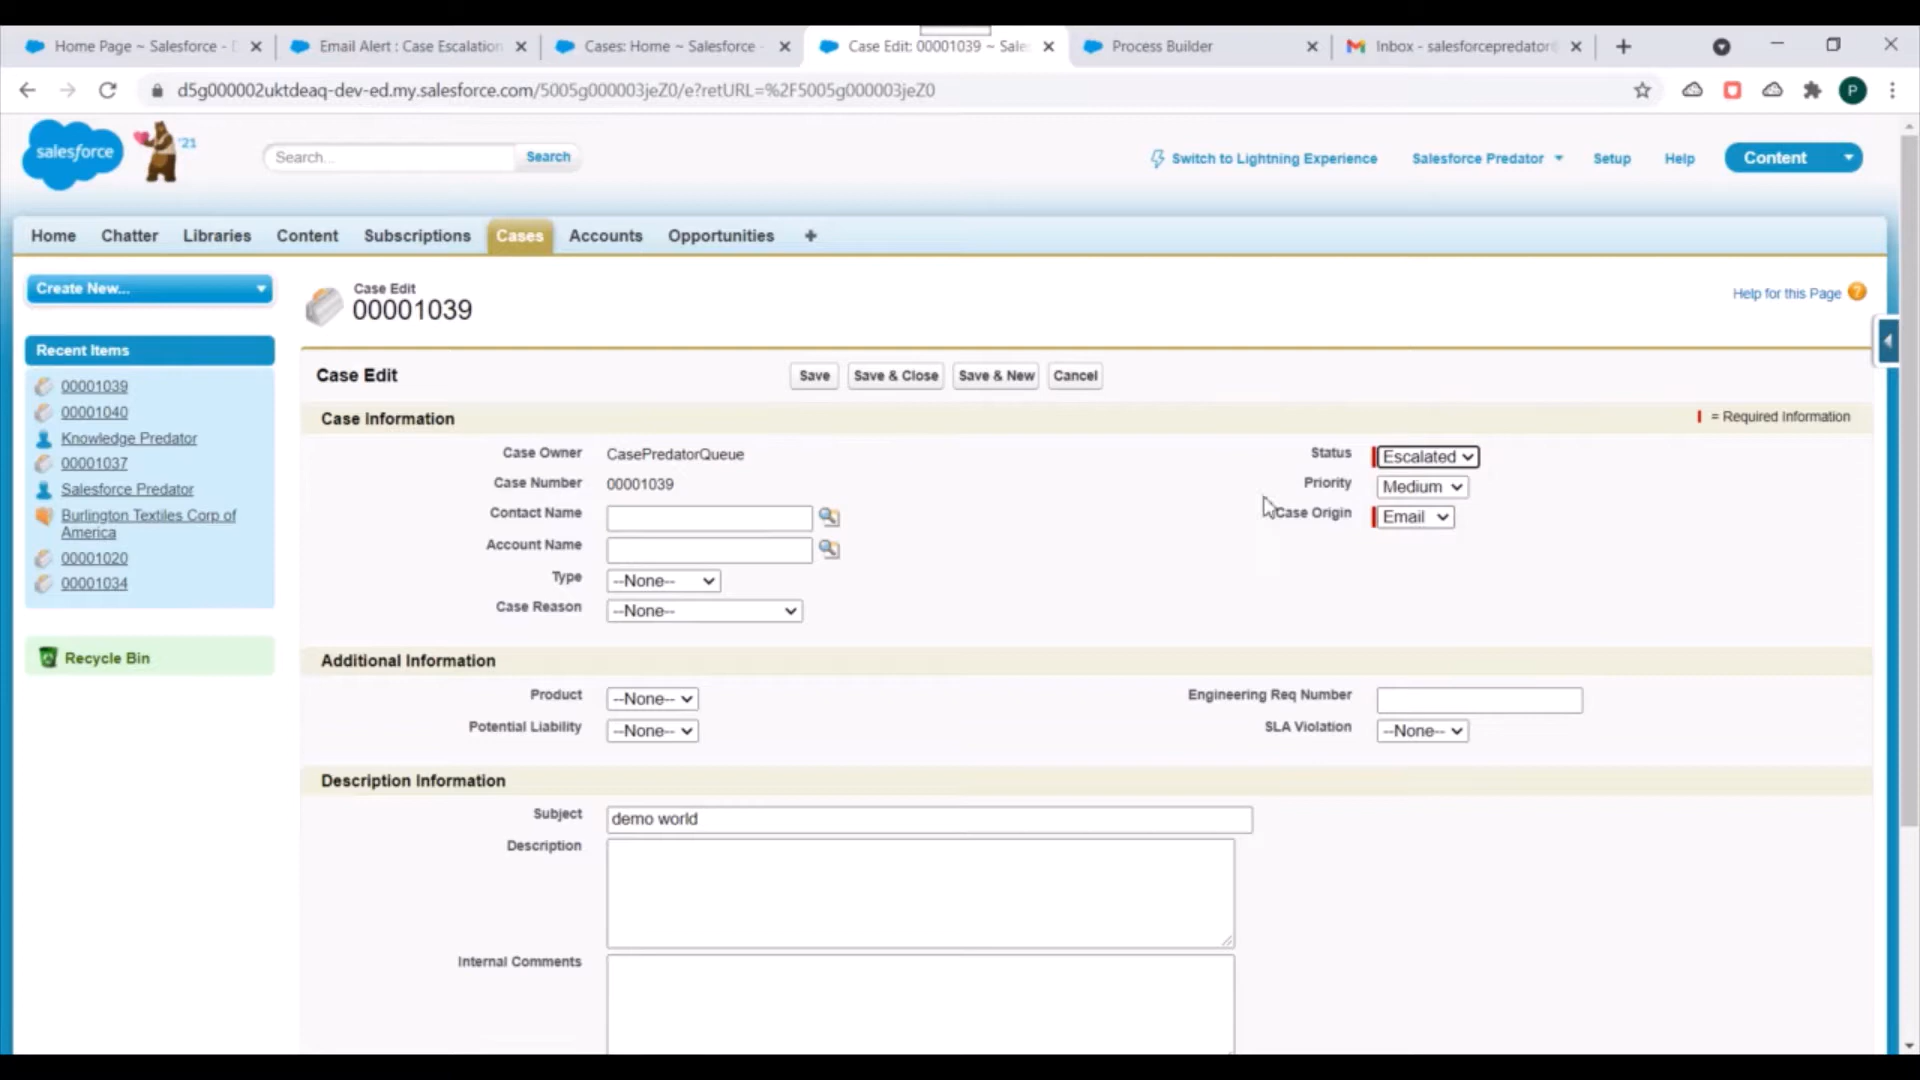 Home Page ~ Salesforce -
Email Alert : Case Escalation
Cases: Home ~ Salesforce -
Case Edit: 00001039 ~ Sale
Process Builder
Inbox - salesforcepredator
d5g000002uktdeaq-dev-ed.my.salesforce.com/5005g000003jeZ0/e?retURL=%2F5005g000003jeZ0
P
salesforce
'21
Search...
Search
Switch to Lightning Experience
Salesforce Predator
Setup
Help
Content
Home
Chatter
Libraries
Content
Subscriptions
Cases
Accounts
Opportunities
+
Create New...
Case Edit
00001039
Help for this Page ?
Recent Items
00001039
00001040
Knowledge Predator
00001037
Salesforce Predator
Burlington Textiles Corp of
America
00001020
00001034
Recycle Bin
Case Edit
Save
Save & Close
Save & New
Cancel
Case Information
= Required Information
Case Owner CasePredatorQueue
Status Escalated
Case Number 00001039
Priority Medium
Contact Name
Case Origin Email
Account Name
Type --None--
Case Reason --None--
Additional Information
Product --None--
Engineering Req Number
Potential Liability --None--
SLA Violation --None--
Description Information
Subject demo world
Description
Internal Comments